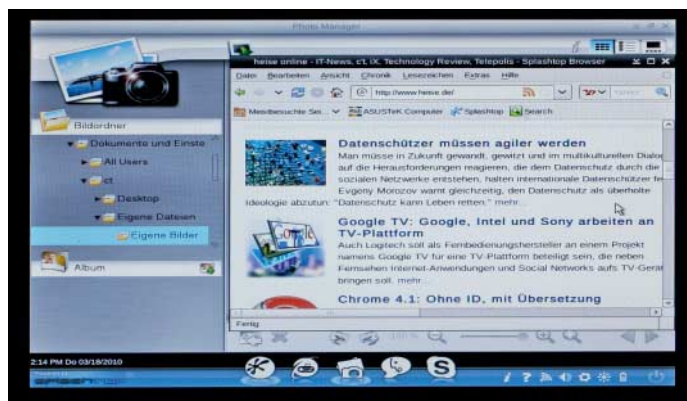 Photo Manager
heise online - IT-News, c't, iX, Technology Review, Telepolis - Splashtop Browser
Datei Bearbeiten Ansicht Chronik Lesezeichen Extras Hilfe
http://www.heise.de/
Meistbesuchte Sei... ASUSTeK Computer Splashtop Search
Bilderordner
Dokumente und Einste
All Users
ct
Desktop
Eigene Dateien
Eigene Bilder
Album
Datenschützer müssen agiler werden
Man müsse in Zukunft gewandt, gewitzt und im multikulturellen Dialog
auf die Herausforderungen reagieren, die dem Datenschutz durch die
sozialen Netzwerke entstehen, halten internationale Datenschützer fe
Evgeny Morozov warnt gleichzeitig, den Datenschutz als überholte
Ideologie abzutun: "Datenschutz kann Leben retten." mehr...
Google TV: Google, Intel und Sony arbeiten an
TV-Plattform
Auch Logitech soll als Fernbedienungshersteller an einem Projekt
namens Google TV für eine TV-Plattform beteiligt sein, die neben
Fernsehen Internet-Anwendungen und Social Networks aufs TV-Gerät
bringen soll. mehr...
Chrome 4.1: Ohne ID, mit Übersetzung
Fertig
2:14 PM Do 03/18/2010